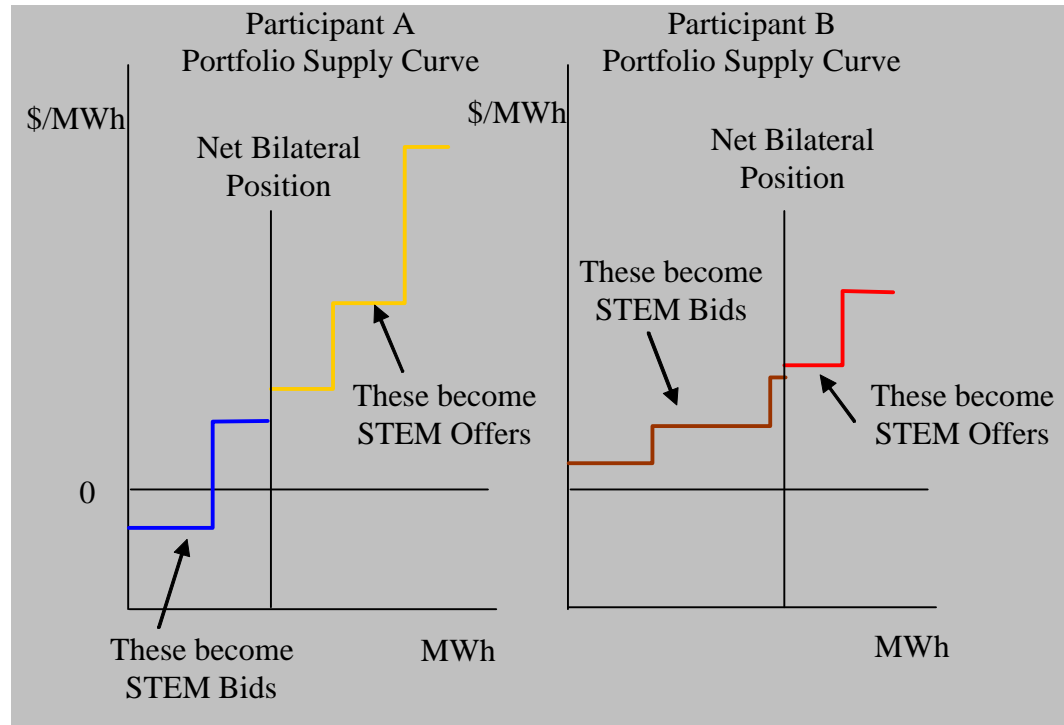 Participant A
Portfolio Supply Curve
$/MWh
Net Bilateral
Position
These become
STEM Offers
0
These become
STEM Bids
MWh
Participant B
Portfolio Supply Curve
$/MWh
Net Bilateral
Position
These become
STEM Bids
These become
STEM Offers
MWh